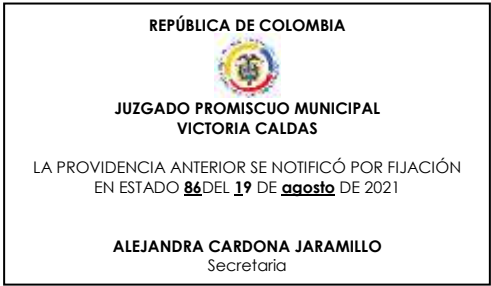 REPÚBLICA DE COLOMBIA
JUZGADO PROMISCUO MUNICIPAL
VICTORIA CALDAS
LA PROVIDENCIA ANTERIOR SE NOTIFICÓ POR FIJACIÓN
EN ESTADO 86DEL 19 DE agosto DE 2021
ALEJANDRA CARDONA JARAMILLO
Secretaria